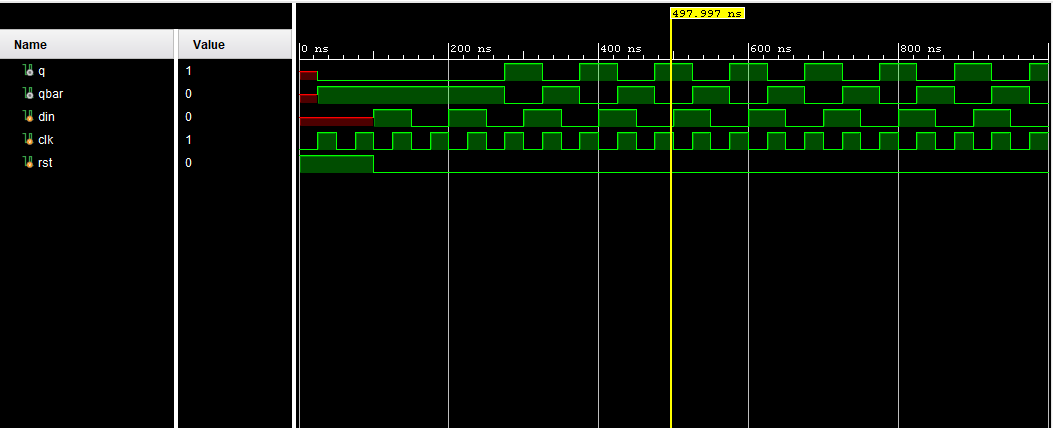 497.997 ns
Name Value
0 ns 200 ns 400 ns 600 ns 800 ns
q 1
qbar 0
din 0
clk 1
rst 0